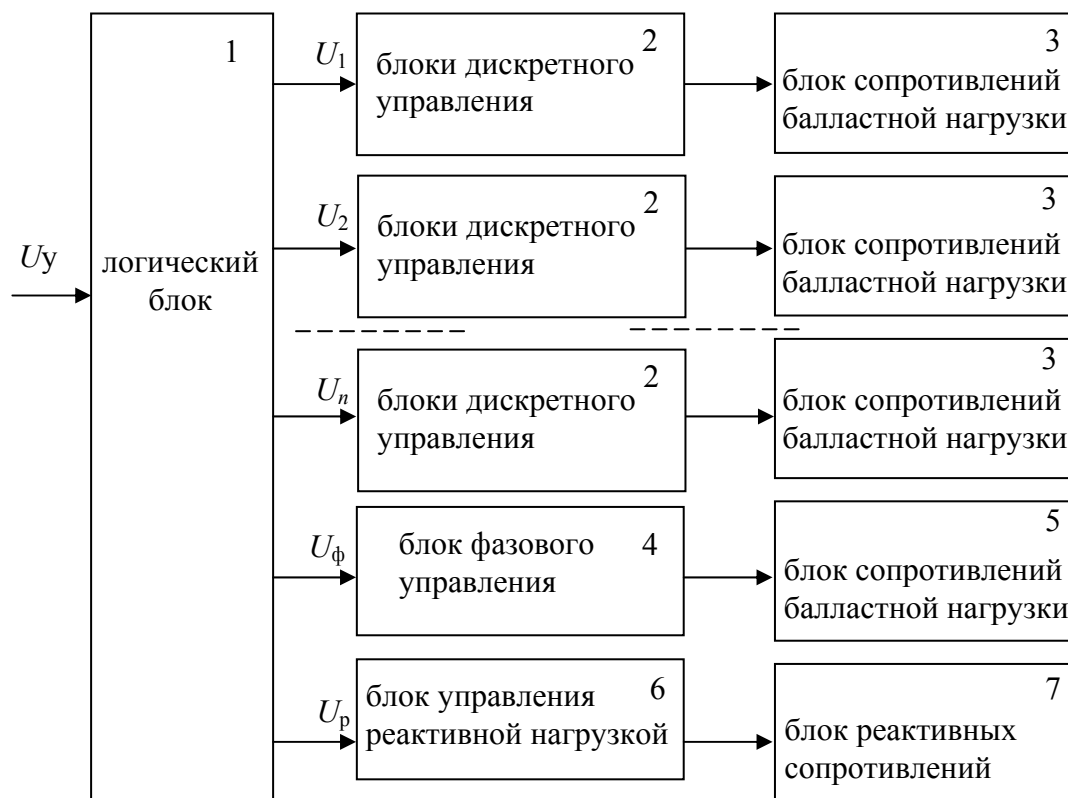 1
Uу
логический
блок
U1
2
блоки дискретного
управления
3
блок сопротивлений
балластной нагрузки
U2
2
блоки дискретного
управления
3
блок сопротивлений
балластной нагрузки
Un
2
блоки дискретного
управления
3
блок сопротивлений
балластной нагрузки
Uф
блок фазового 4
управления
5
блок сопротивлений
балластной нагрузки
Uр
блок управления 6
реактивной нагрузкой
7
блок реактивных
сопротивлений